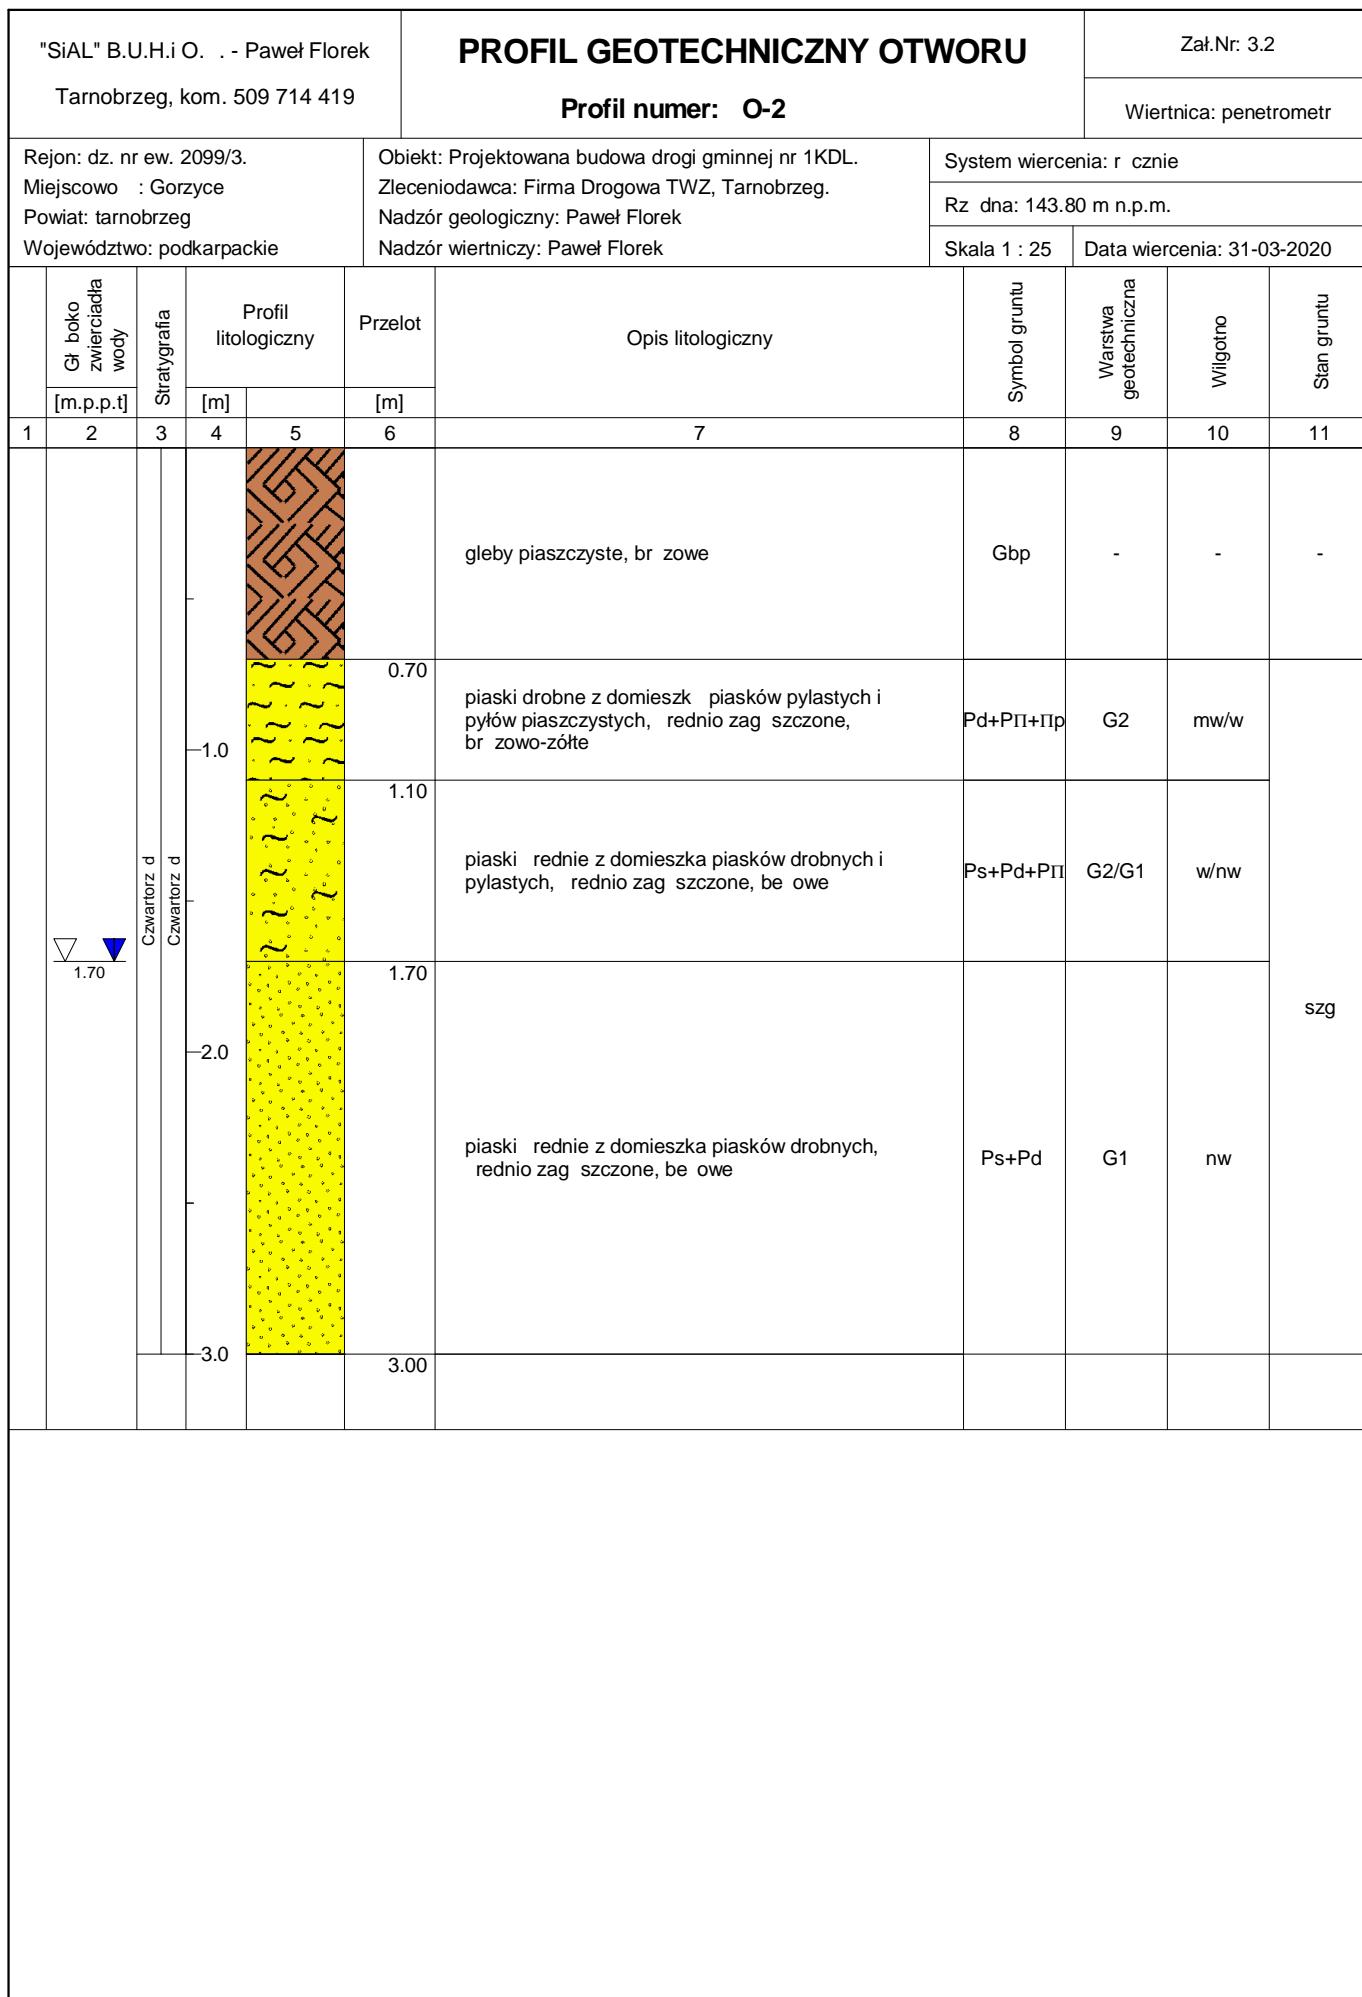 "SiAL" B.U.H.i O. . - Paweł Florek
Tarnobrzeg, kom. 509 714 419
PROFIL GEOTECHNICZNY OTWORU
Profil numer: O-2
Zał.Nr: 3.2
Wiertnica: penetrometr
Rejon: dz. nr ew. 2099/3.
Miejscowo : Gorzyce
Powiat: tarnobrzeg
Województwo: podkarpackie
Obiekt: Projektowana budowa drogi gminnej nr 1KDL.
Zleceniodawca: Firma Drogowa TWZ, Tarnobrzeg.
Nadzór geologiczny: Paweł Florek
Nadzór wiertniczy: Paweł Florek
System wiercenia: r cznie
Rz dna: 143.80 m n.p.m.
Skala 1 : 25 Data wiercenia: 31-03-2020
Gł boko
zwierciadła
wody
[m.p.p.t]
Stratygrafia
Profil
litologiczny
[m]
Przelot
[m]
Opis litologiczny
Symbol gruntu
Warstwa
geotechniczna
Wilgotno
Stan gruntu
1 2 3 4 5 6 7 8 9 10 11
gleby piaszczyste, br zowe Gbp - - -
0.70
piaski drobne z domieszk piasków pylastych i
pyłów piaszczystych, rednio zag szczone,
br zowo-zółte
Pd+PΠ+Πp G2 mw/w
1.0
1.10
piaski rednie z domieszka piasków drobnych i
pylastych, rednio zag szczone, be owe
Ps+Pd+PΠ G2/G1 w/nw
Czwartorz d
Czwartorz d
1.70
1.70
szg
2.0
piaski rednie z domieszka piasków drobnych,
rednio zag szczone, be owe
Ps+Pd G1 nw
3.0
3.00